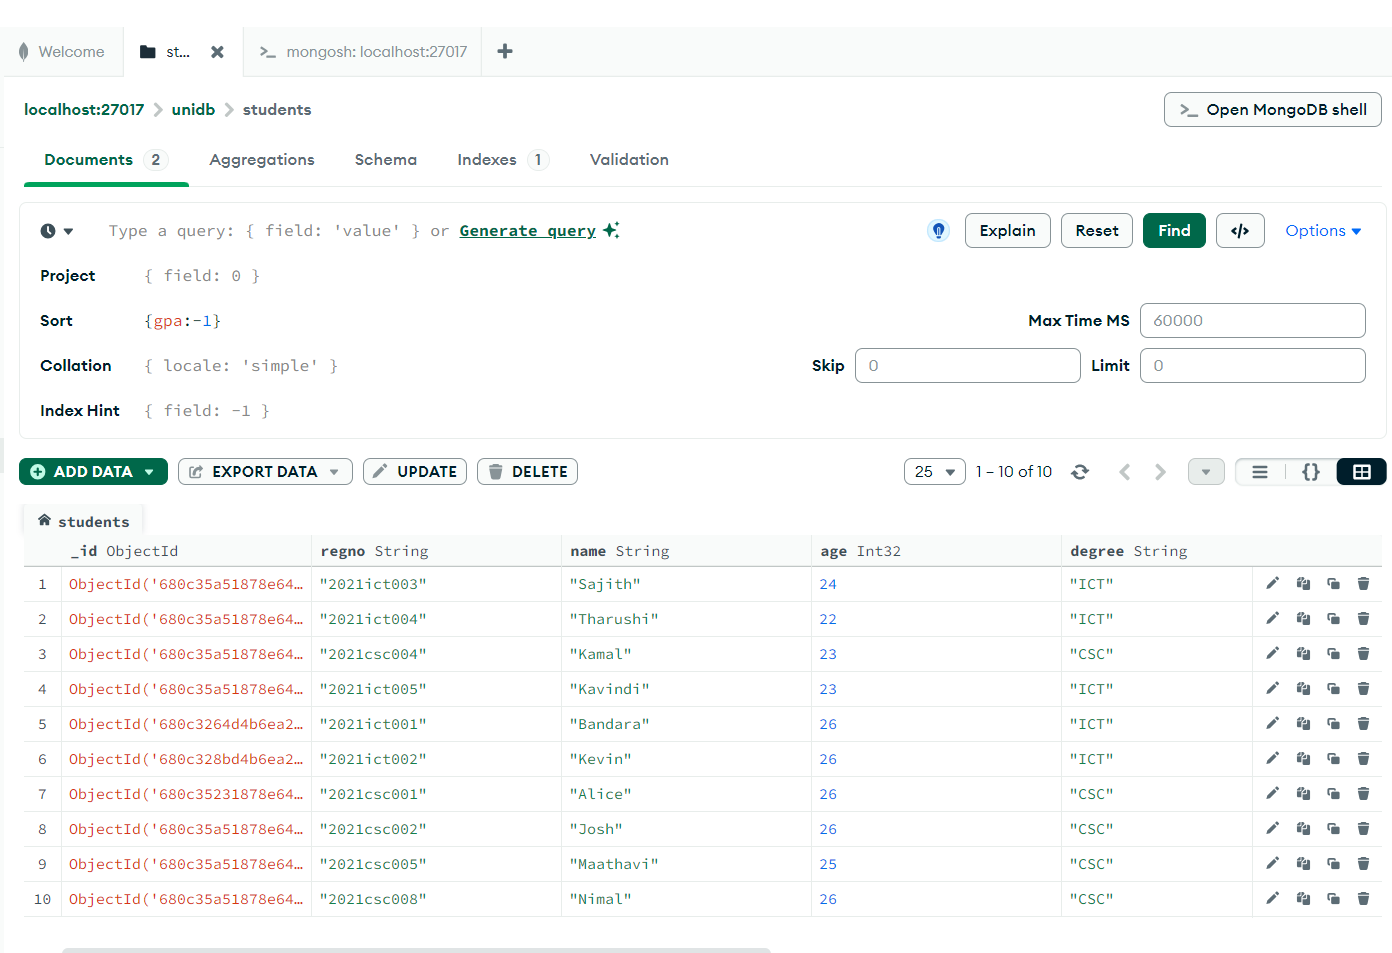 Welcome
st...
mongosh: localhost:27017
localhost:27017 > unidb > students
>_ Open MongoDB shell
Documents 2 Aggregations Schema Indexes 1 Validation
Type a query: { field: 'value' } or Generate query
Explain Reset Find </> Options
Project { field: 0 }
Sort {gpa:-1} Max Time MS 60000
Collation { locale: 'simple' } Skip 0 Limit 0
Index Hint { field: -1 }
ADD DATA EXPORT DATA UPDATE DELETE 25 1 – 10 of 10 {}
students
_id ObjectId regno String name String age Int32 degree String
1 ObjectId('680c35a51878e64… "2021ict003" "Sajith" 24 "ICT"
2 ObjectId('680c35a51878e64… "2021ict004" "Tharushi" 22 "ICT"
3 ObjectId('680c35a51878e64… "2021csc004" "Kamal" 23 "CSC"
4 ObjectId('680c35a51878e64… "2021ict005" "Kavindi" 23 "ICT"
5 ObjectId('680c3264d4b6ea2… "2021ict001" "Bandara" 26 "ICT"
6 ObjectId('680c328bd4b6ea2… "2021ict002" "Kevin" 26 "ICT"
7 ObjectId('680c35231878e64… "2021csc001" "Alice" 26 "CSC"
8 ObjectId('680c35a51878e64… "2021csc002" "Josh" 26 "CSC"
9 ObjectId('680c35a51878e64… "2021csc005" "Maathavi" 25 "CSC"
10 ObjectId('680c35a51878e64… "2021csc008" "Nimal" 26 "CSC"